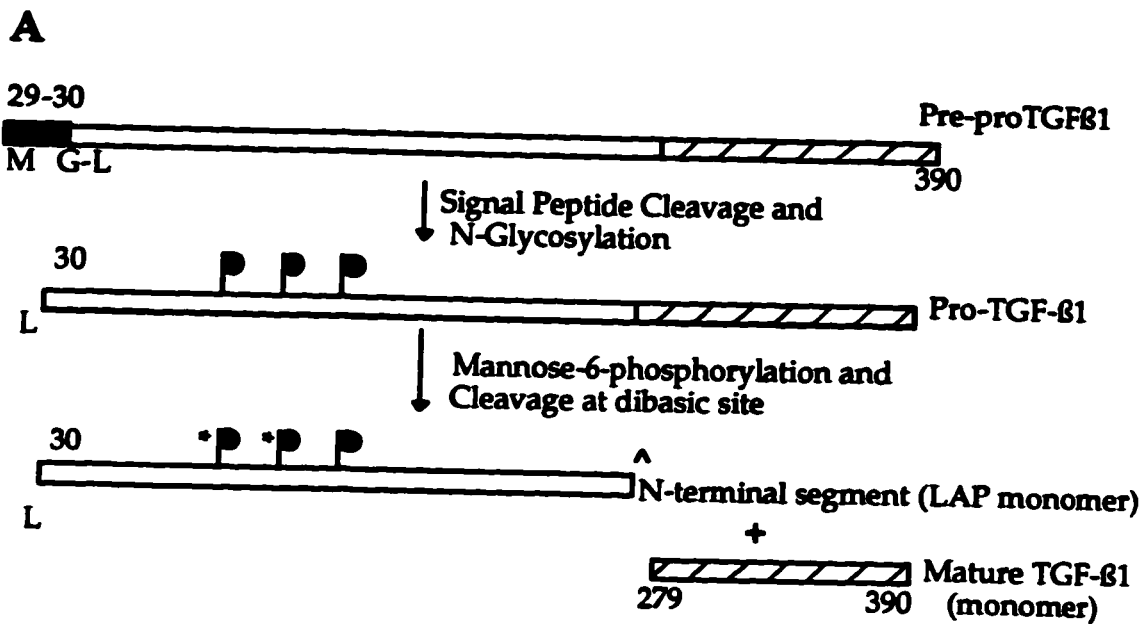 A
29-30
Pre-proTGFß1
M G-L
390
Signal Peptide Cleavage and
N-Glycosylation
30
L
Pro-TGF-ß1
Mannose-6-phosphorylation and
Cleavage at dibasic site
30
* *
^
L
N-terminal segment (LAP monomer)
+
Mature TGF-ß1
279 390 (monomer)